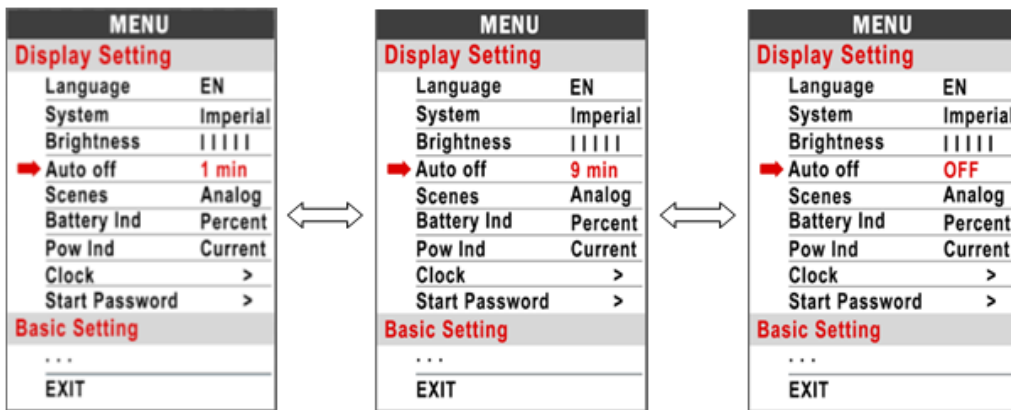 MENU
Display Setting
Language EN
System Imperial
Brightness | | | | |
Auto off 1 min
Scenes Analog
Battery Ind Percent
Pow Ind Current
Clock >
Start Password >
Basic Setting
. . .
EXIT
MENU
Display Setting
Language EN
System Imperial
Brightness | | | | |
Auto off 9 min
Scenes Analog
Battery Ind Percent
Pow Ind Current
Clock >
Start Password >
Basic Setting
. . .
EXIT
MENU
Display Setting
Language EN
System Imperial
Brightness | | | | |
Auto off OFF
Scenes Analog
Battery Ind Percent
Pow Ind Current
Clock >
Start Password >
Basic Setting
. . .
EXIT